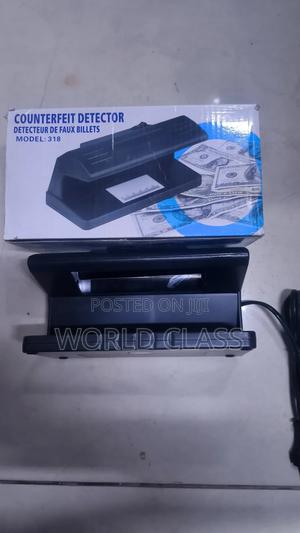 COUNTERFEIT DETECTOR
DETECTEUR DE FAUX BILLETS
MODEL: 318
POSTED ON JIJI
WORLD CLASS